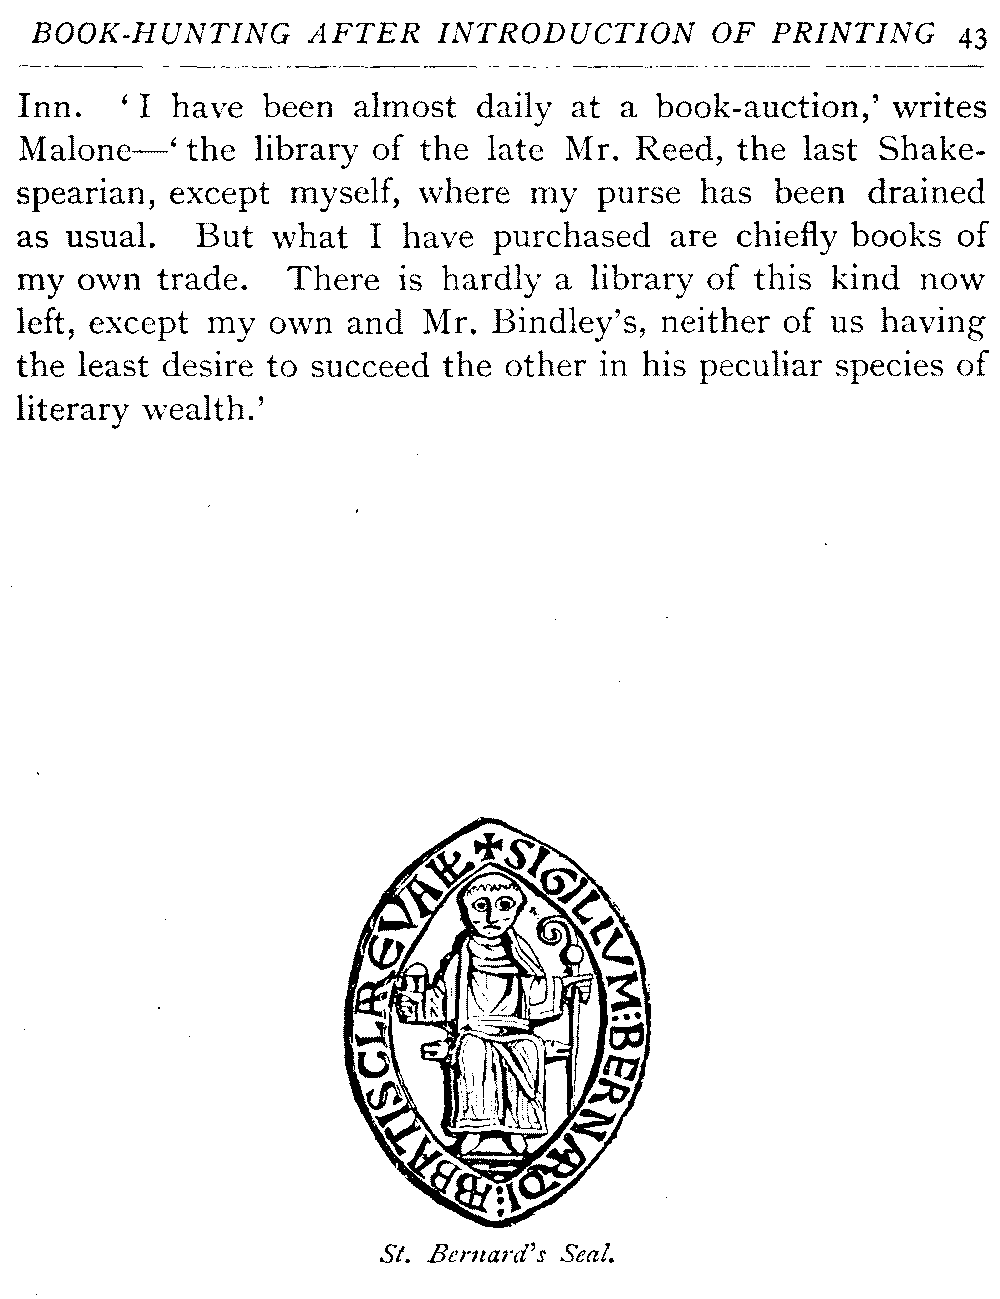 BOOK-HUNTING AFTER INTRODUCTION OF PRINTING 43
Inn. ‘I have been almost daily at a book-auction,’ writes
Malone—‘the library of the late Mr. Reed, the last Shake-
spearian, except myself, where my purse has been drained
as usual. But what I have purchased are chiefly books of
my own trade. There is hardly a library of this kind now
left, except my own and Mr. Bindley's, neither of us having
the least desire to succeed the other in his peculiar species of
literary wealth.’
✠SIGILLVM:BERNARDI:ABBATISCLAREVALL
St. Bernard's Seal.